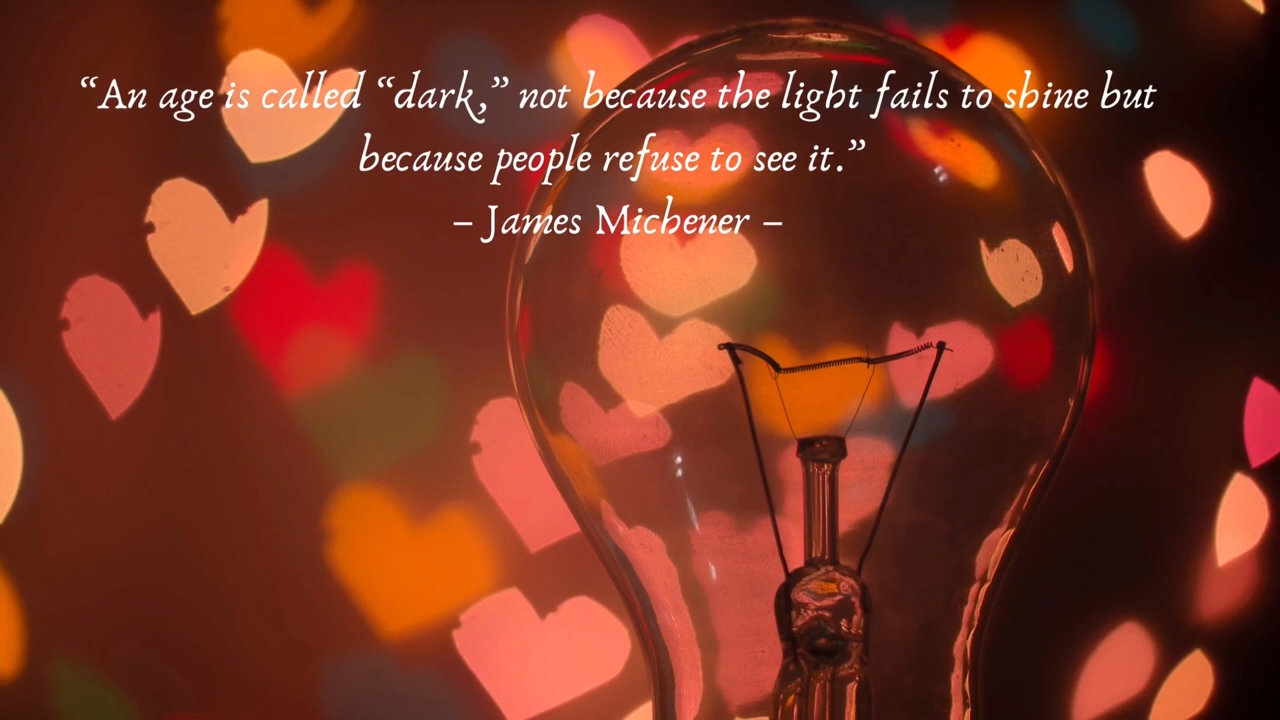 “An age is called “dark,” not because the light fails to shine but
because people refuse to see it.”
– James Michener –